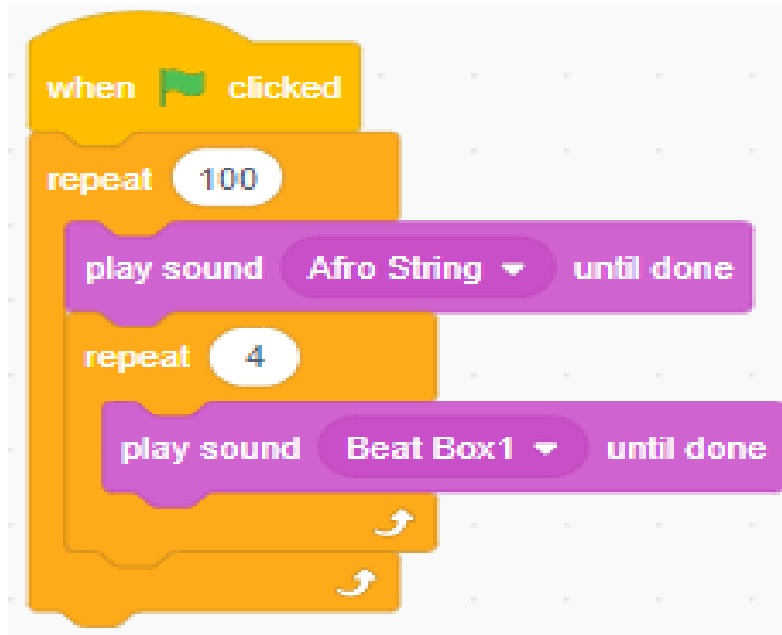 when clicked
repeat 100
play sound Afro String until done
repeat 4
play sound Beat Box1 until done